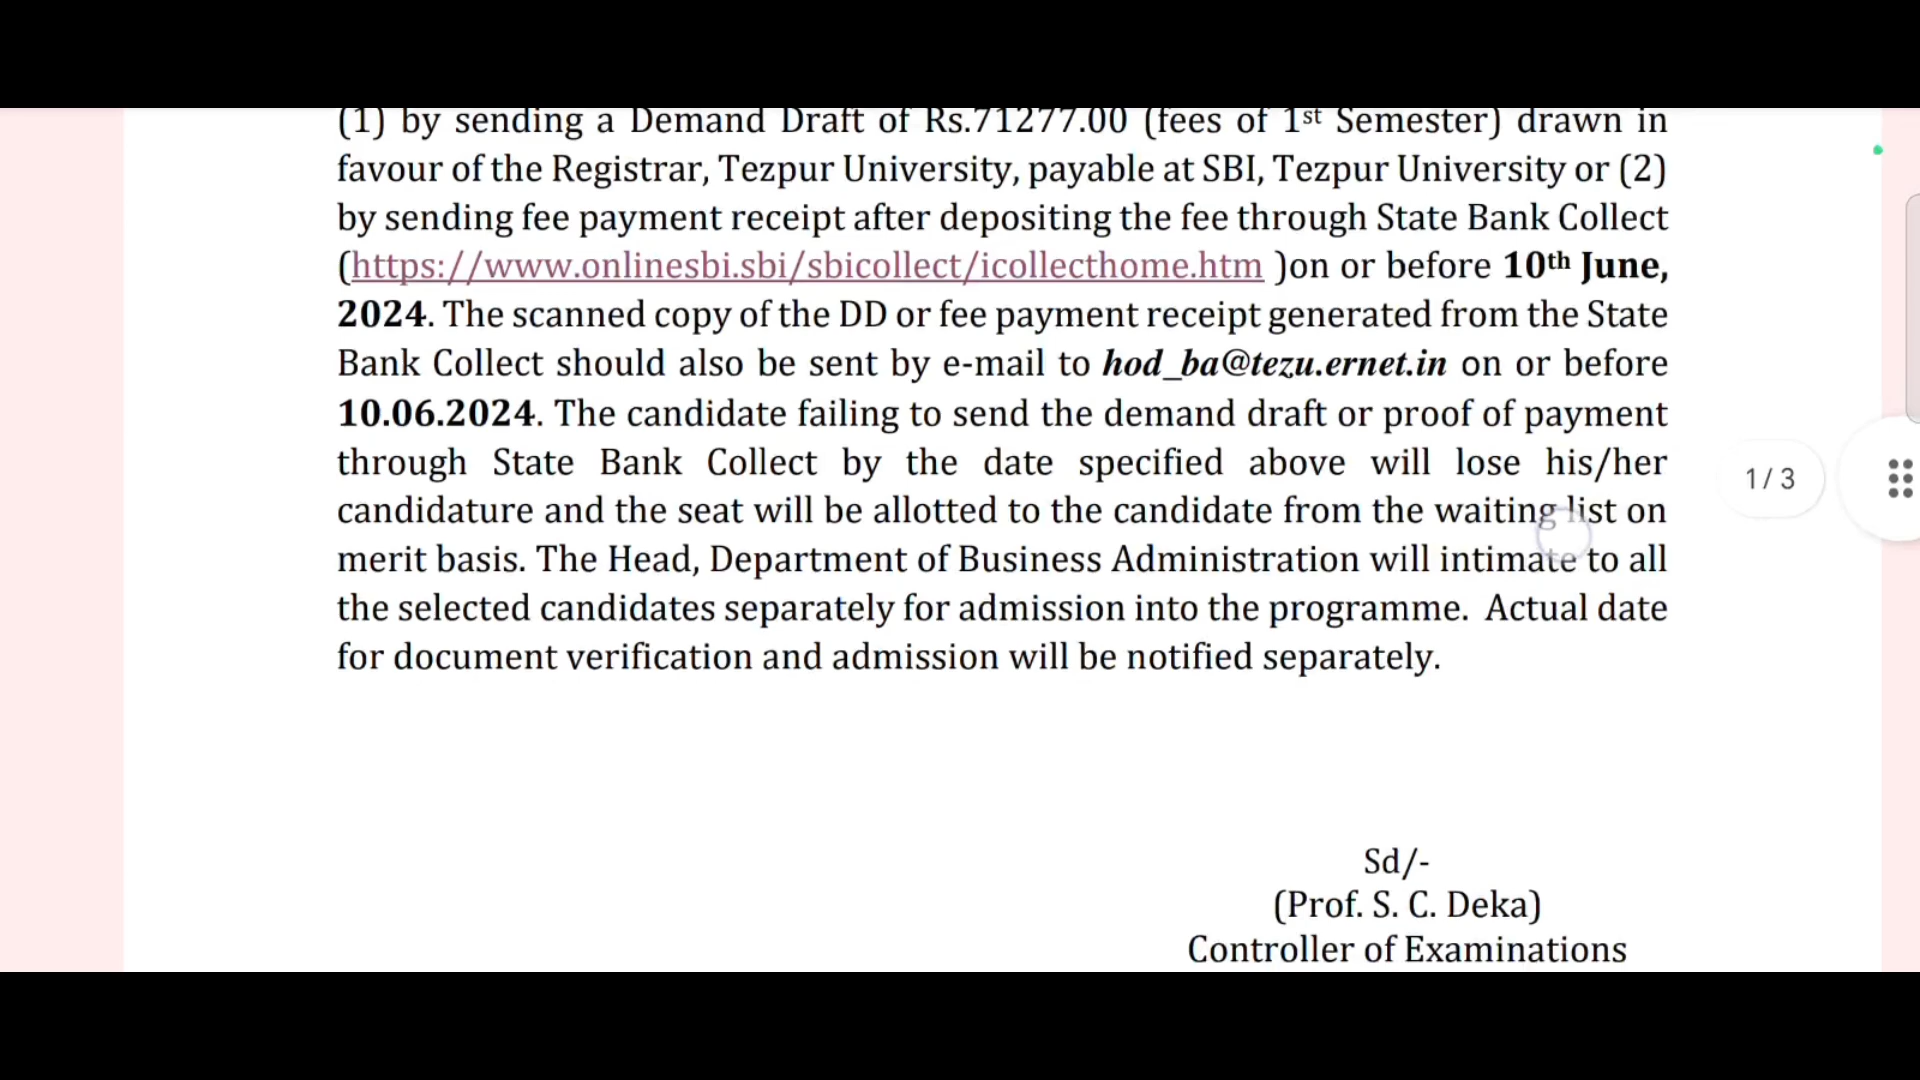 (1) by sending a Demand Draft of Rs.71277.00 (fees of 1st Semester) drawn in
favour of the Registrar, Tezpur University, payable at SBI, Tezpur University or (2)
by sending fee payment receipt after depositing the fee through State Bank Collect
(https://www.onlinesbi.sbi/sbicollect/icollecthome.htm )on or before 10th June,
2024. The scanned copy of the DD or fee payment receipt generated from the State
Bank Collect should also be sent by e-mail to hod_ba@tezu.ernet.in on or before
10.06.2024. The candidate failing to send the demand draft or proof of payment
through State Bank Collect by the date specified above will lose his/her
candidature and the seat will be allotted to the candidate from the waiting list on
merit basis. The Head, Department of Business Administration will intimate to all
the selected candidates separately for admission into the programme. Actual date
for document verification and admission will be notified separately.
1 / 3
Sd/-
(Prof. S. C. Deka)
Controller of Examinations